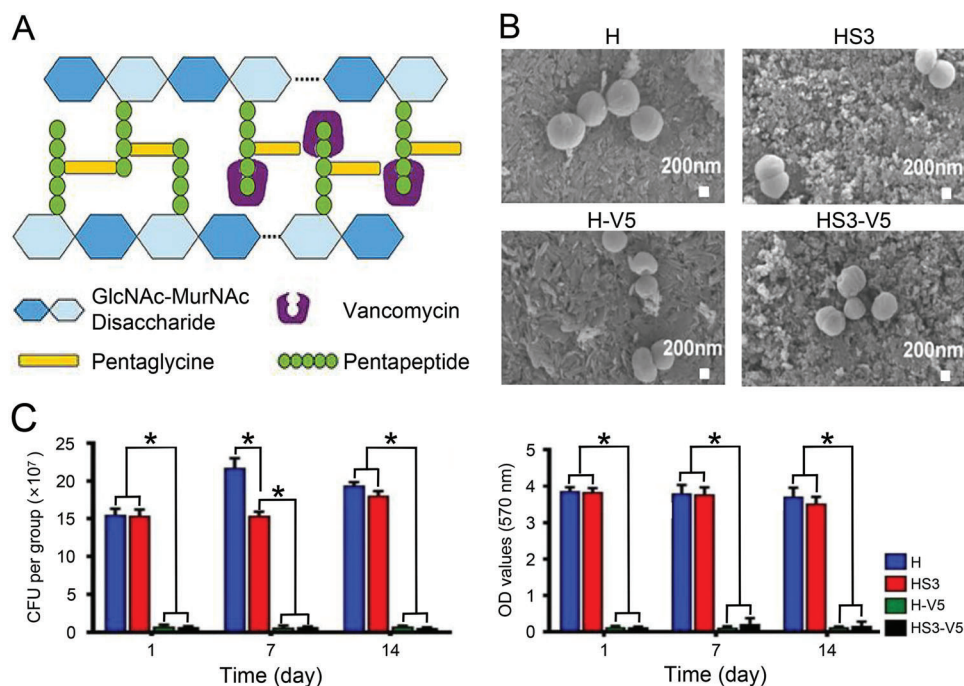 A
GlcNAc-MurNAc
Disaccharide
Vancomycin
Pentaglycine
Pentapeptide
B
H
HS3
200nm
200nm
H-V5
HS3-V5
200nm
200nm
C
CFU per group (×10⁷)
25
20
15
10
5
0
*
*
*
*
1
7
14
Time (day)
OD values (570 nm)
5
4
3
2
1
0
*
*
*
1
7
14
Time (day)
H
HS3
H-V5
HS3-V5